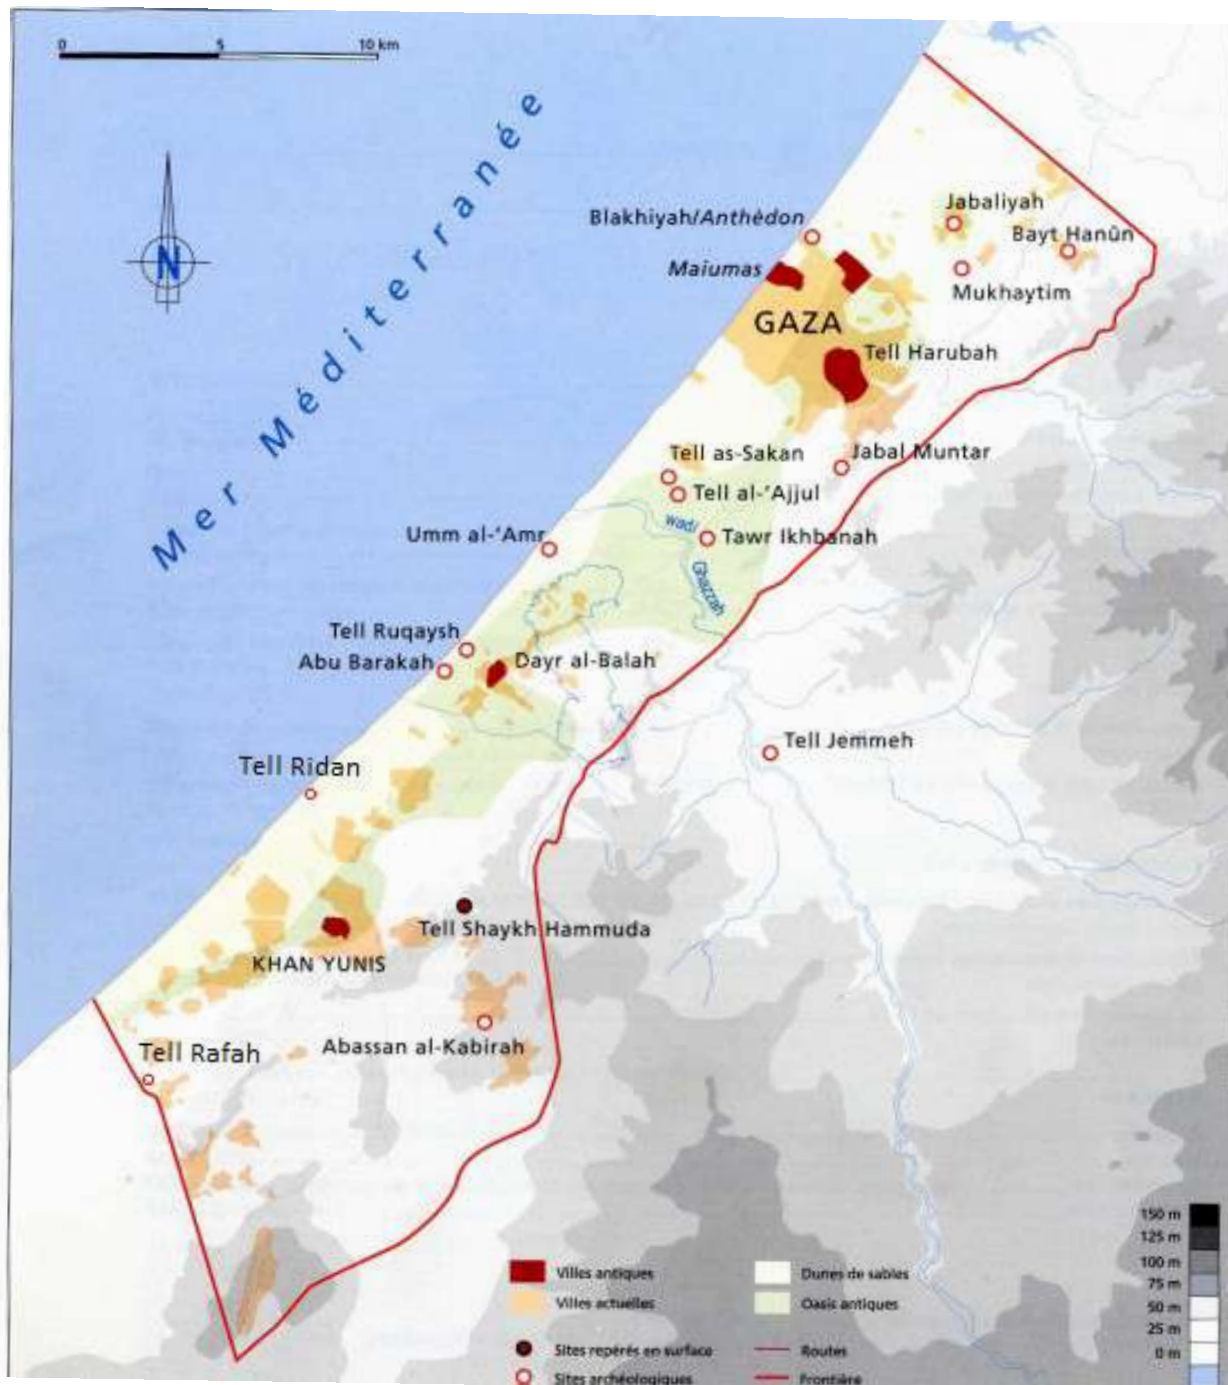 0 5 10 km
Mer Méditerranée
N
Jabaliyah
Blakhiyah/Anthédon
Bayt Hanûn
Maiumas
Mukhaytim
GAZA
Tell Harubah
Tell as-Sakan
Jabal Muntar
Tell al-‘Ajjul
wadi
Ghazzah
Umm al-‘Amr
Tawr Ikhbanah
Tell Ruqaysh
Abu Barakah
Dayr al-Balah
Tell Jemmeh
Tell Ridan
Tell Shaykh Hammuda
KHAN YUNIS
Tell Rafah
Abassan al-Kabirah
150 m
125 m
100 m
75 m
50 m
25 m
0 m
Villes antiques
Villes actuelles
Sites repérés en surface
Sites archéologiques
Dunes de sables
Oasis antiques
Routes
Frontière